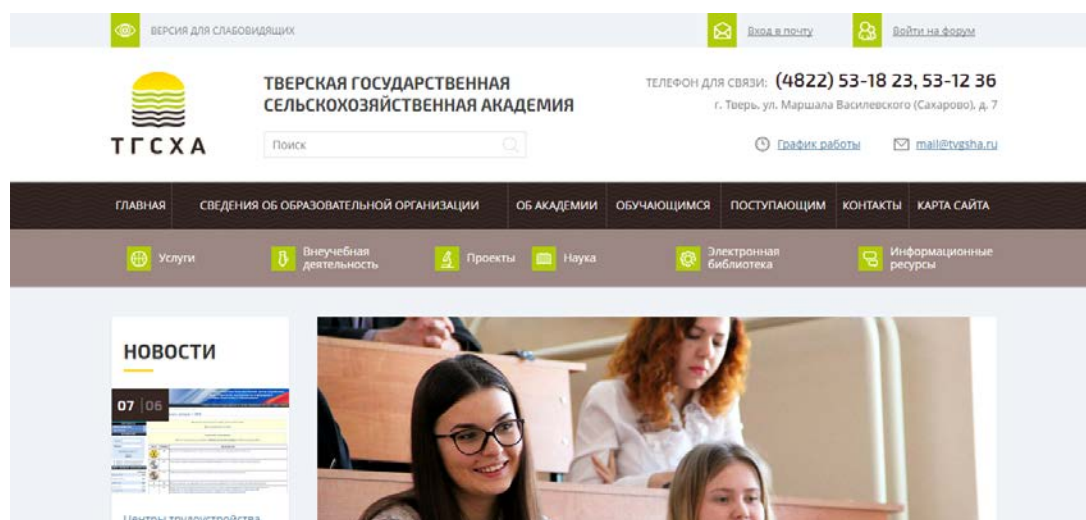 ВЕРСИЯ ДЛЯ СЛАБОВИДЯЩИХ
Вход в почту
Войти на форум
ТГСХА
ТВЕРСКАЯ ГОСУДАРСТВЕННАЯ
СЕЛЬСКОХОЗЯЙСТВЕННАЯ АКАДЕМИЯ
Поиск
ТЕЛЕФОН ДЛЯ СВЯЗИ: (4822) 53-18 23, 53-12 36
г. Тверь, ул. Маршала Василевского (Сахарово), д. 7
График работы
mail@tvgsha.ru
ГЛАВНАЯ СВЕДЕНИЯ ОБ ОБРАЗОВАТЕЛЬНОЙ ОРГАНИЗАЦИИ ОБ АКАДЕМИИ ОБУЧАЮЩИМСЯ ПОСТУПАЮЩИМ КОНТАКТЫ КАРТА САЙТА
Услуги
Внеучебная
деятельность
Проекты
Наука
Электронная
библиотека
Информационные
ресурсы
НОВОСТИ
07 |06
Центры трудоустройства